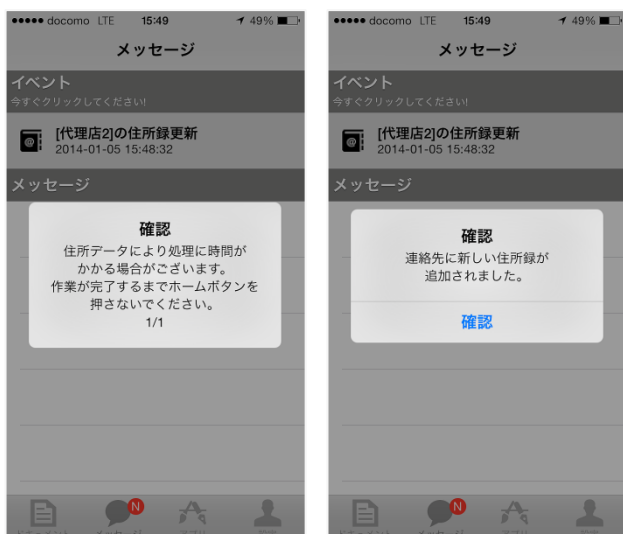 docomo LTE 15:49 49%
メッセージ
イベント
今すぐクリックしてください!
[代理店2]の住所録更新
2014-01-05 15:48:32
メッセージ
確認
住所データにより処理に時間が
かかる場合がございます。
作業が完了するまでホームボタンを
押さないでください。
1/1
N
docomo LTE 15:49 49%
メッセージ
イベント
今すぐクリックしてください!
[代理店2]の住所録更新
2014-01-05 15:48:32
メッセージ
確認
連絡先に新しい住所録が
追加されました。
確認
N